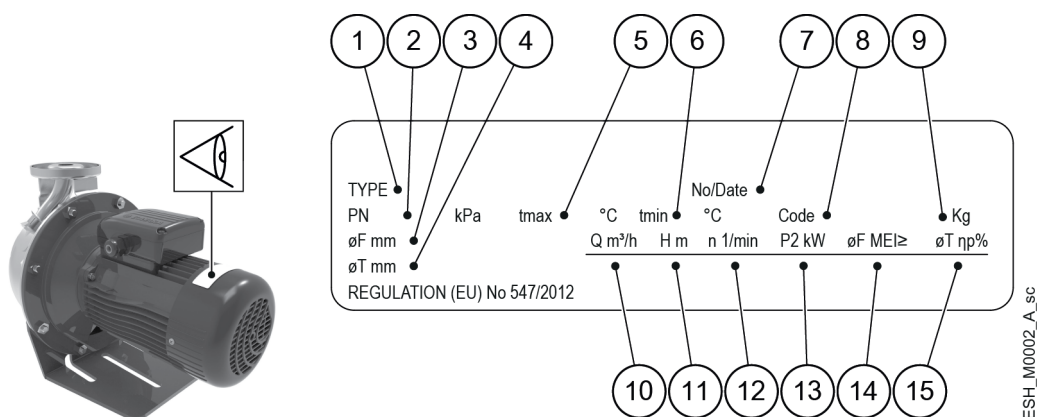 1 2 3 4 5 6 7 8 9
TYPE No/Date
PN kPa tmax °C tmin °C Code Kg
øF mm Q m³/h H m n 1/min P2 kW øF MEI≥ øT ηp%
øT mm
REGULATION (EU) No 547/2012
10 11 12 13 14 15
ESH_M0002_A_sc